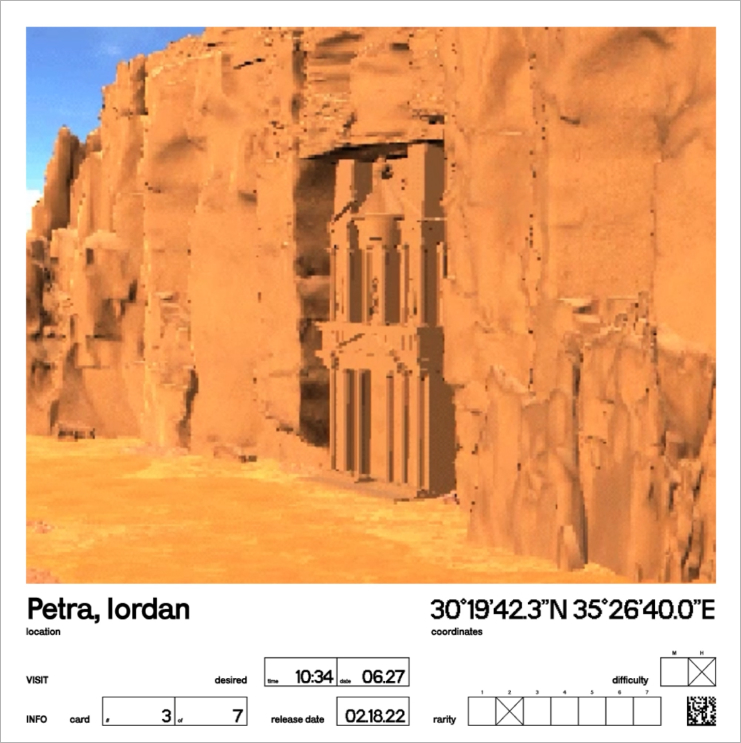 Petra, Iordan
location
30°19'42.3"N 35°26'40.0"E
coordinates
VISIT desired time 10:34 date 06.27 difficulty M H
INFO card # 3 of 7 release date 02.18.22 rarity 1 2 3 4 5 6 7